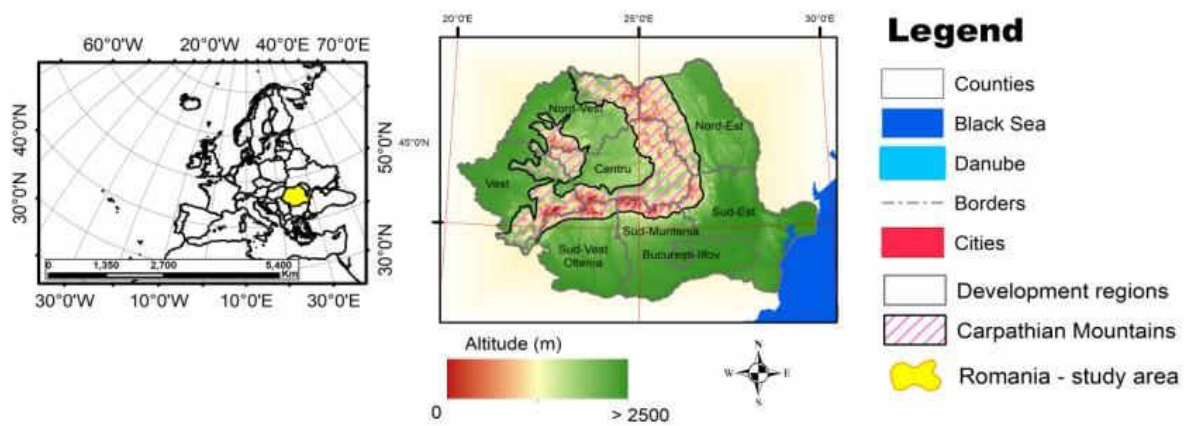 60°0'W 20°0'W 40°0'E 70°0'E
40°0'N
30°0'N
50°0'N
30°0'N
0 1,350 2,700 5,400
Km
30°0'W 10°0'W 10°0'E 30°0'E
20°0'E 25°0'E 30°0'E
45°0'N
Nord-Vest
Nord-Est
Vest
Centru
Sud-Est
Sud-Muntenia
Sud-Vest
Oltenia
București-Ilfov
Altitude (m)
0 > 2500
N
W E
S
Legend
Counties
Black Sea
Danube
Borders
Cities
Development regions
Carpathian Mountains
Romania - study area